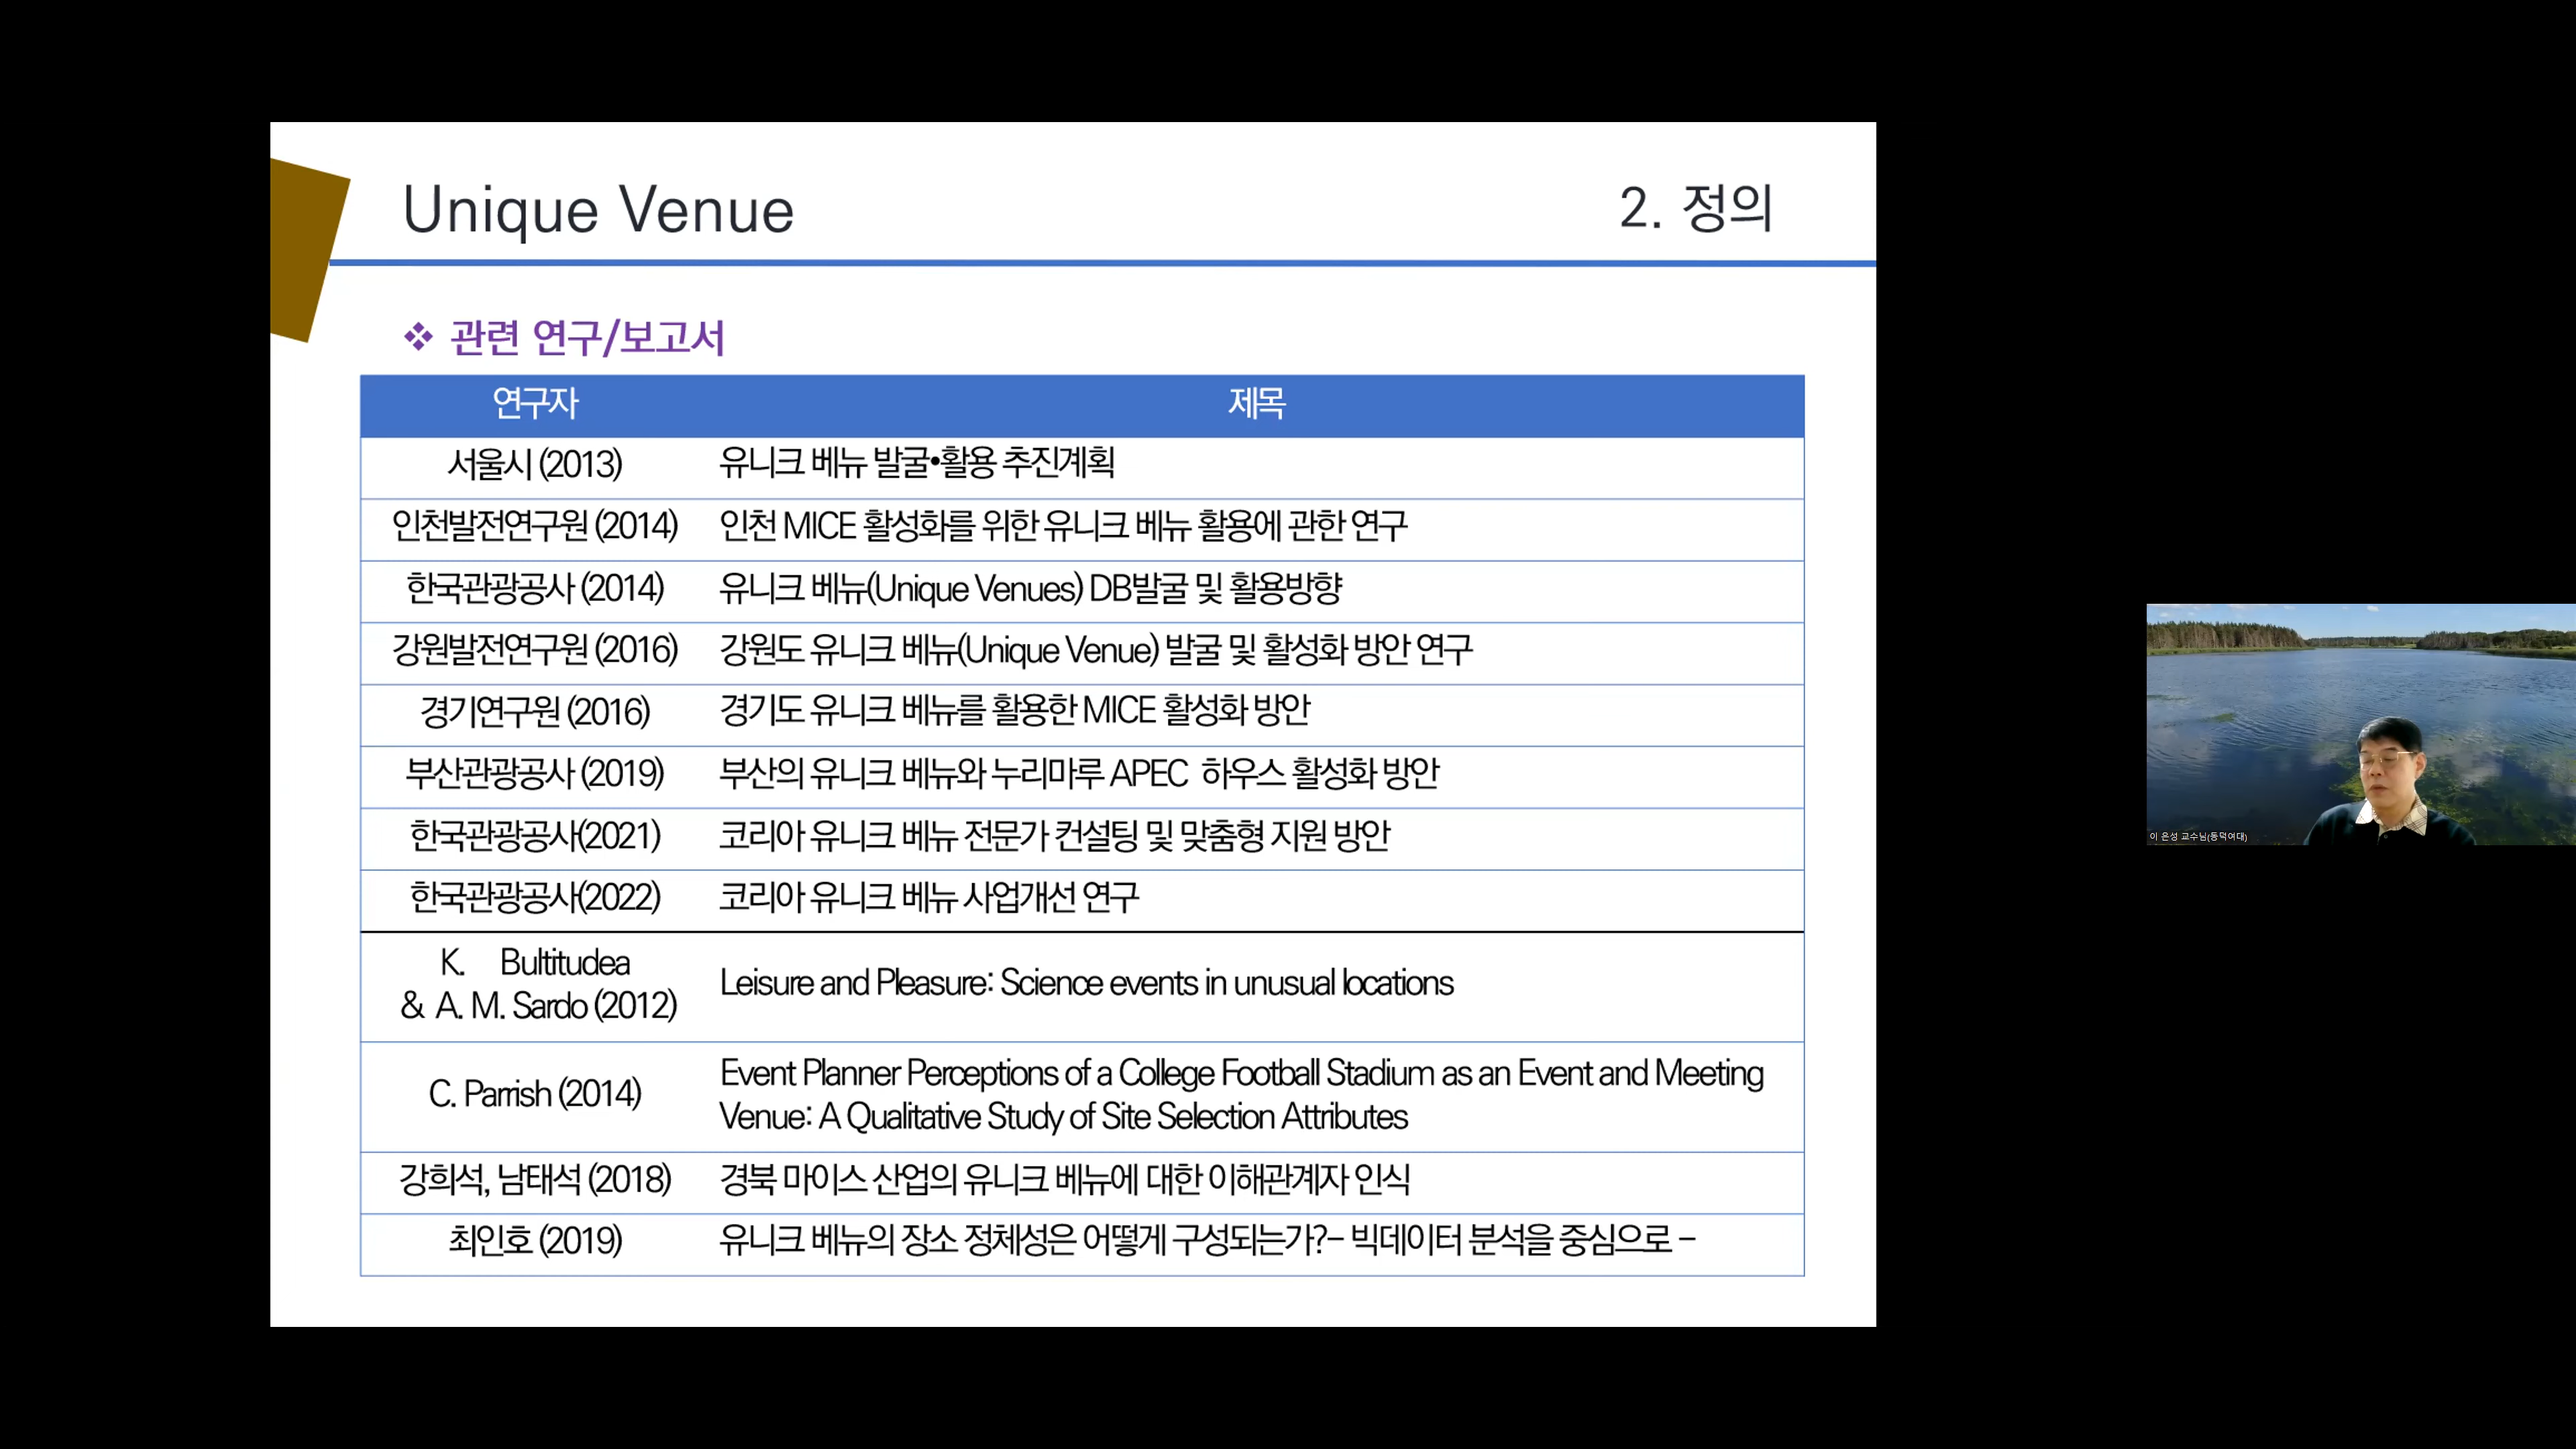 Unique Venue
2. 정의
❖ 관련 연구/보고서
연구자 제목
서울시 (2013) 유니크 베뉴 발굴•활용 추진계획
인천발전연구원 (2014) 인천 MICE 활성화를 위한 유니크 베뉴 활용에 관한 연구
한국관광공사 (2014) 유니크 베뉴(Unique Venues) DB발굴 및 활용방향
강원발전연구원 (2016) 강원도 유니크 베뉴(Unique Venue) 발굴 및 활성화 방안 연구
경기연구원 (2016) 경기도 유니크 베뉴를 활용한 MICE 활성화 방안
부산관광공사 (2019) 부산의 유니크 베뉴와 누리마루 APEC 하우스 활성화 방안
한국관광공사(2021) 코리아 유니크 베뉴 전문가 컨설팅 및 맞춤형 지원 방안
한국관광공사(2022) 코리아 유니크 베뉴 사업개선 연구
K. Bultitudea
& A. M. Sardo (2012)
Leisure and Pleasure: Science events in unusual locations
C. Parrish (2014)
Event Planner Perceptions of a College Football Stadium as an Event and Meeting
Venue: A Qualitative Study of Site Selection Attributes
강희석, 남태석 (2018) 경북 마이스 산업의 유니크 베뉴에 대한 이해관계자 인식
최인호 (2019) 유니크 베뉴의 장소 정체성은 어떻게 구성되는가?- 빅데이터 분석을 중심으로 -
이 은성 교수님(동덕여대)